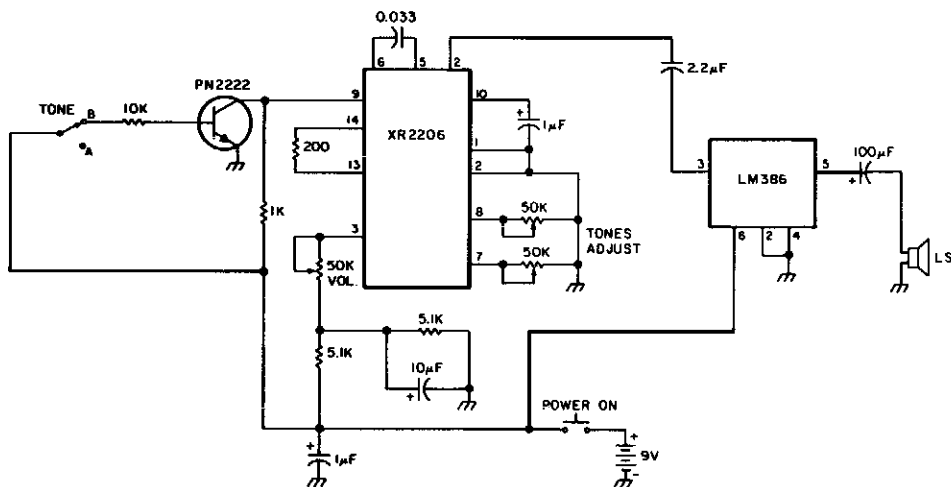 0.033
6
5
2
2.2µF
PN2222
TONE
B
10K
A
9
10
14
XR2206
+
1µF
200
1
13
2
3
LM386
5
100µF
+
1K
8
50K
TONES
ADJUST
6
2
4
3
50K
VOL.
7
50K
LS
5.1K
5.1K
10µF
+
POWER ON
+
1µF
+
9V
-